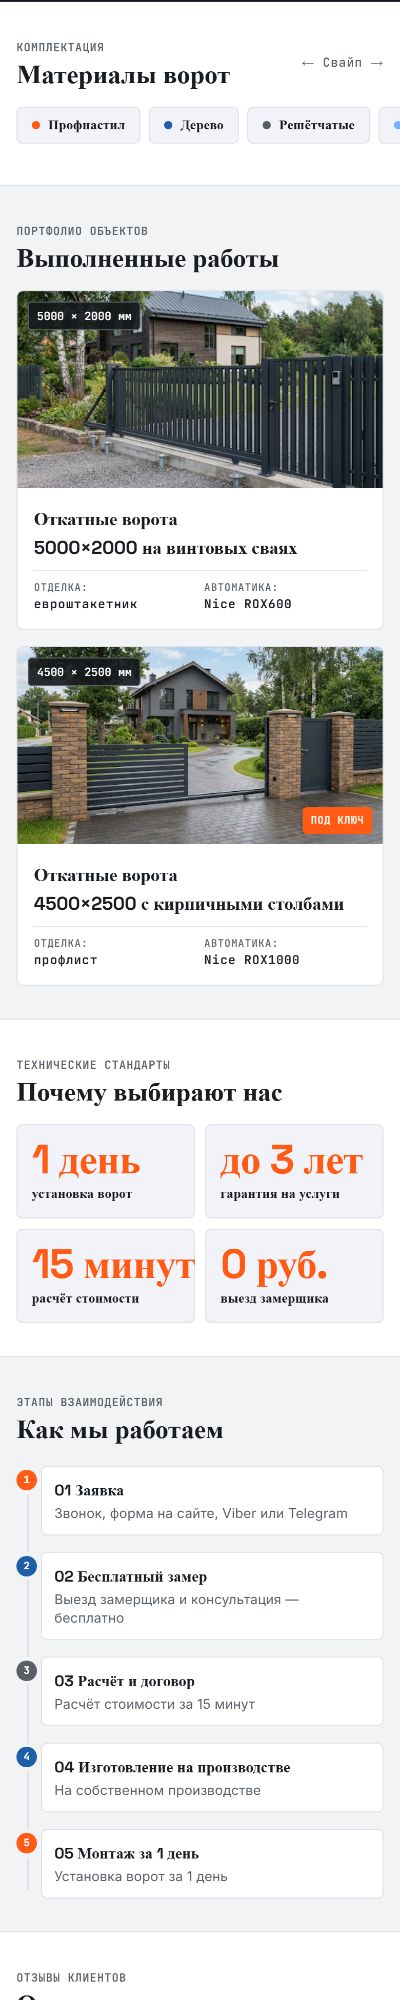 КОМПЛЕКТАЦИЯ
Материалы ворот
← Свайп →
Профнастил
Дерево
Решётчатые
ПОРТФОЛИО ОБЪЕКТОВ
Выполненные работы
5000 × 2000 мм
Откатные ворота
5000×2000 на винтовых сваях
ОТДЕЛКА:
АВТОМАТИКА:
евроштакетник
Nice ROX600
4500 × 2500 мм
ПОД КЛЮЧ
Откатные ворота
4500×2500 с кирпичными столбами
ОТДЕЛКА:
АВТОМАТИКА:
профлист
Nice ROX1000
ТЕХНИЧЕСКИЕ СТАНДАРТЫ
Почему выбирают нас
1 день
установка ворот
до 3 лет
гарантия на услуги
15 минут
расчёт стоимости
0 руб.
выезд замерщика
ЭТАПЫ ВЗАИМОДЕЙСТВИЯ
Как мы работаем
1
01 Заявка
Звонок, форма на сайте, Viber или Telegram
2
02 Бесплатный замер
Выезд замерщика и консультация —
бесплатно
3
03 Расчёт и договор
Расчёт стоимости за 15 минут
4
04 Изготовление на производстве
На собственном производстве
5
05 Монтаж за 1 день
Установка ворот за 1 день
ОТЗЫВЫ КЛИЕНТОВ